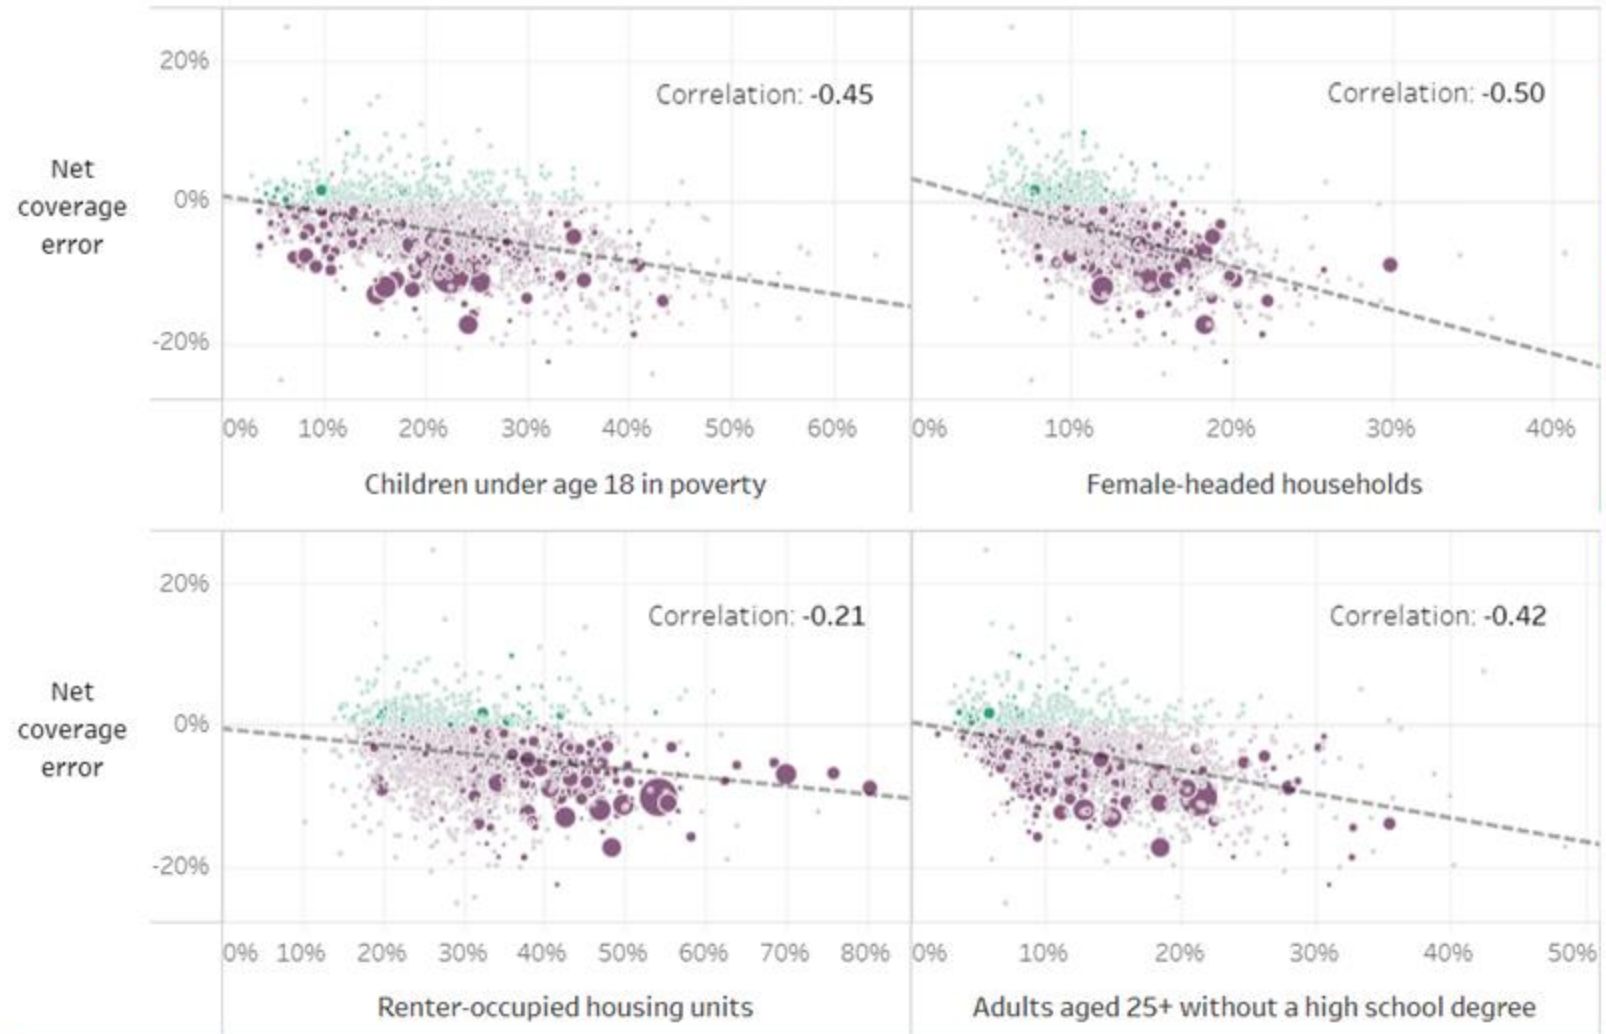 20%
Correlation: -0.45
Correlation: -0.50
Net
coverage
error
0%
-20%
0% 10% 20% 30% 40% 50% 60%
0% 10% 20% 30% 40%
Children under age 18 in poverty
Female-headed households
20%
Correlation: -0.21
Correlation: -0.42
Net
coverage
error
0%
-20%
0% 10% 20% 30% 40% 50% 60% 70% 80%
0% 10% 20% 30% 40% 50%
Renter-occupied housing units
Adults aged 25+ without a high school degree